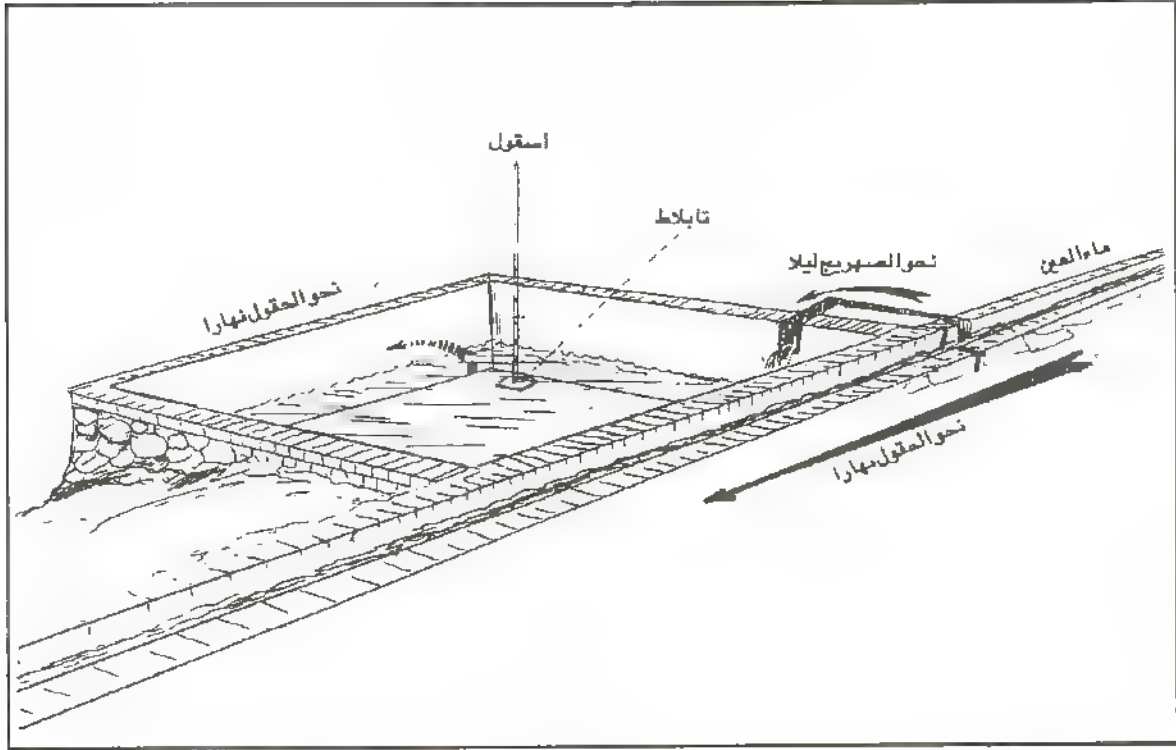 أسقول
تابلاط
نحو الصهريج ليلا
ماء العين
نحو الحقول نهارا
نحو الحقول نهارا